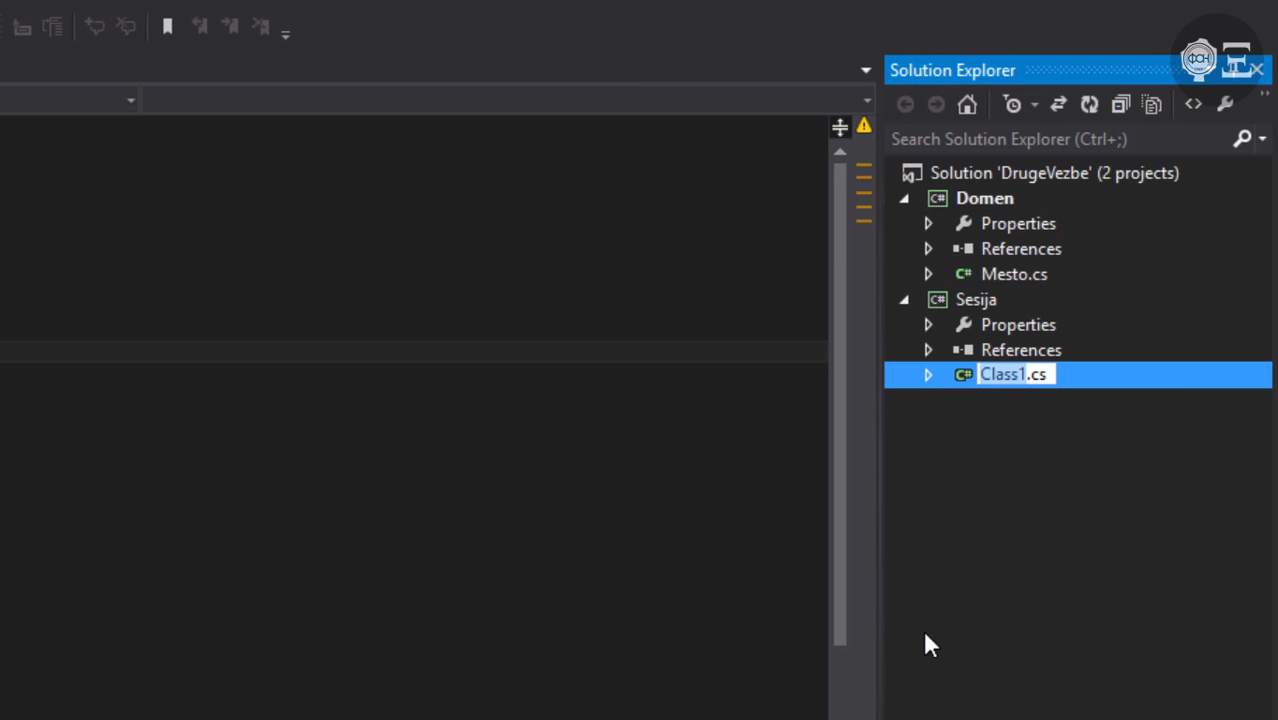 Solution Explorer
Search Solution Explorer (Ctrl+;)
Solution 'DrugeVezbe' (2 projects)
C# Domen
Properties
References
C# Mesto.cs
C# Sesija
Properties
References
C# Class1.cs
ФСН